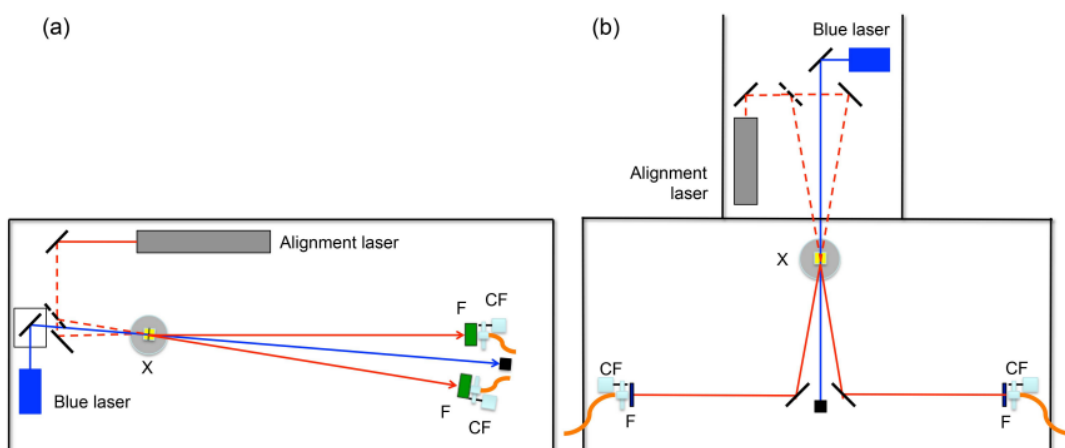 (a)
Alignment laser
X
F
CF
F
CF
Blue laser
(b)
Blue laser
Alignment
laser
X
CF
F
CF
F